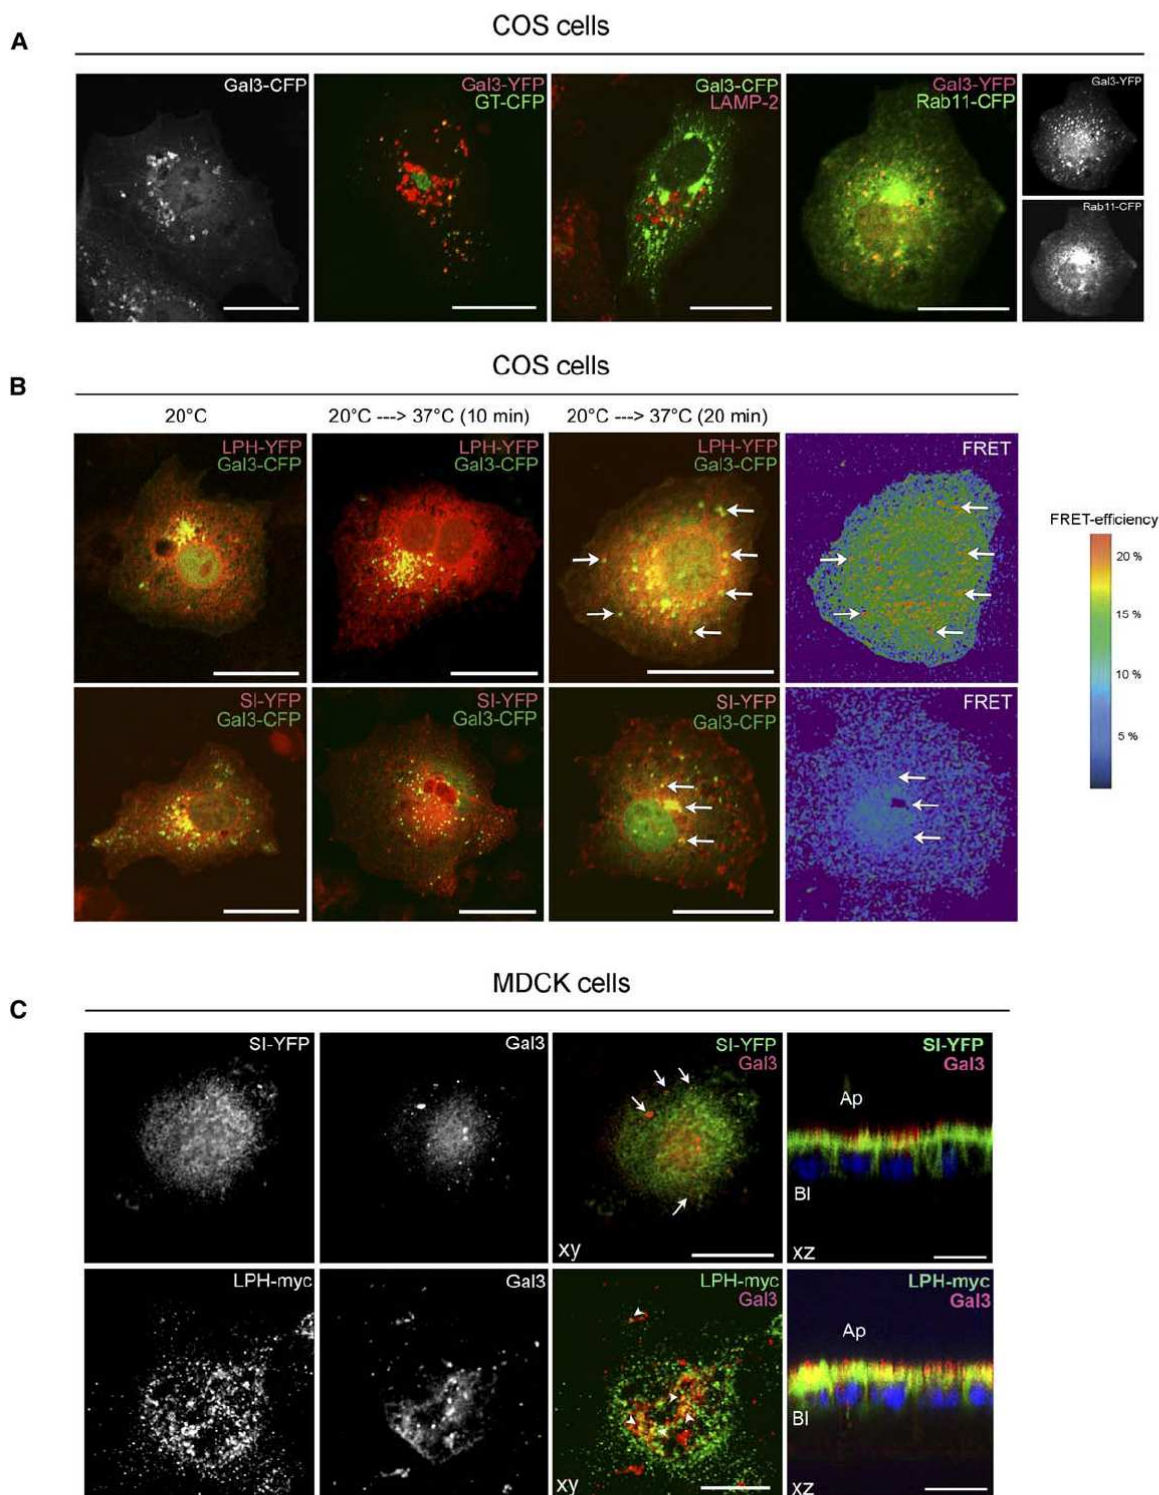 COS cells
A
Gal3-CFP
Gal3-YFP
GT-CFP
Gal3-CFP
LAMP-2
Gal3-YFP
Rab11-CFP
Gal3-YFP
Rab11-CFP
COS cells
B
20°C
20°C ---> 37°C (10 min)
20°C ---> 37°C (20 min)
LPH-YFP
Gal3-CFP
LPH-YFP
Gal3-CFP
LPH-YFP
Gal3-CFP
FRET
FRET-efficiency
20 %
15 %
10 %
5 %
SI-YFP
Gal3-CFP
SI-YFP
Gal3-CFP
SI-YFP
Gal3-CFP
FRET
MDCK cells
C
SI-YFP
Gal3
SI-YFP
Gal3
xy
SI-YFP
Gal3
Ap
Bl
xz
LPH-myc
Gal3
LPH-myc
Gal3
xy
LPH-myc
Gal3
Ap
Bl
xz